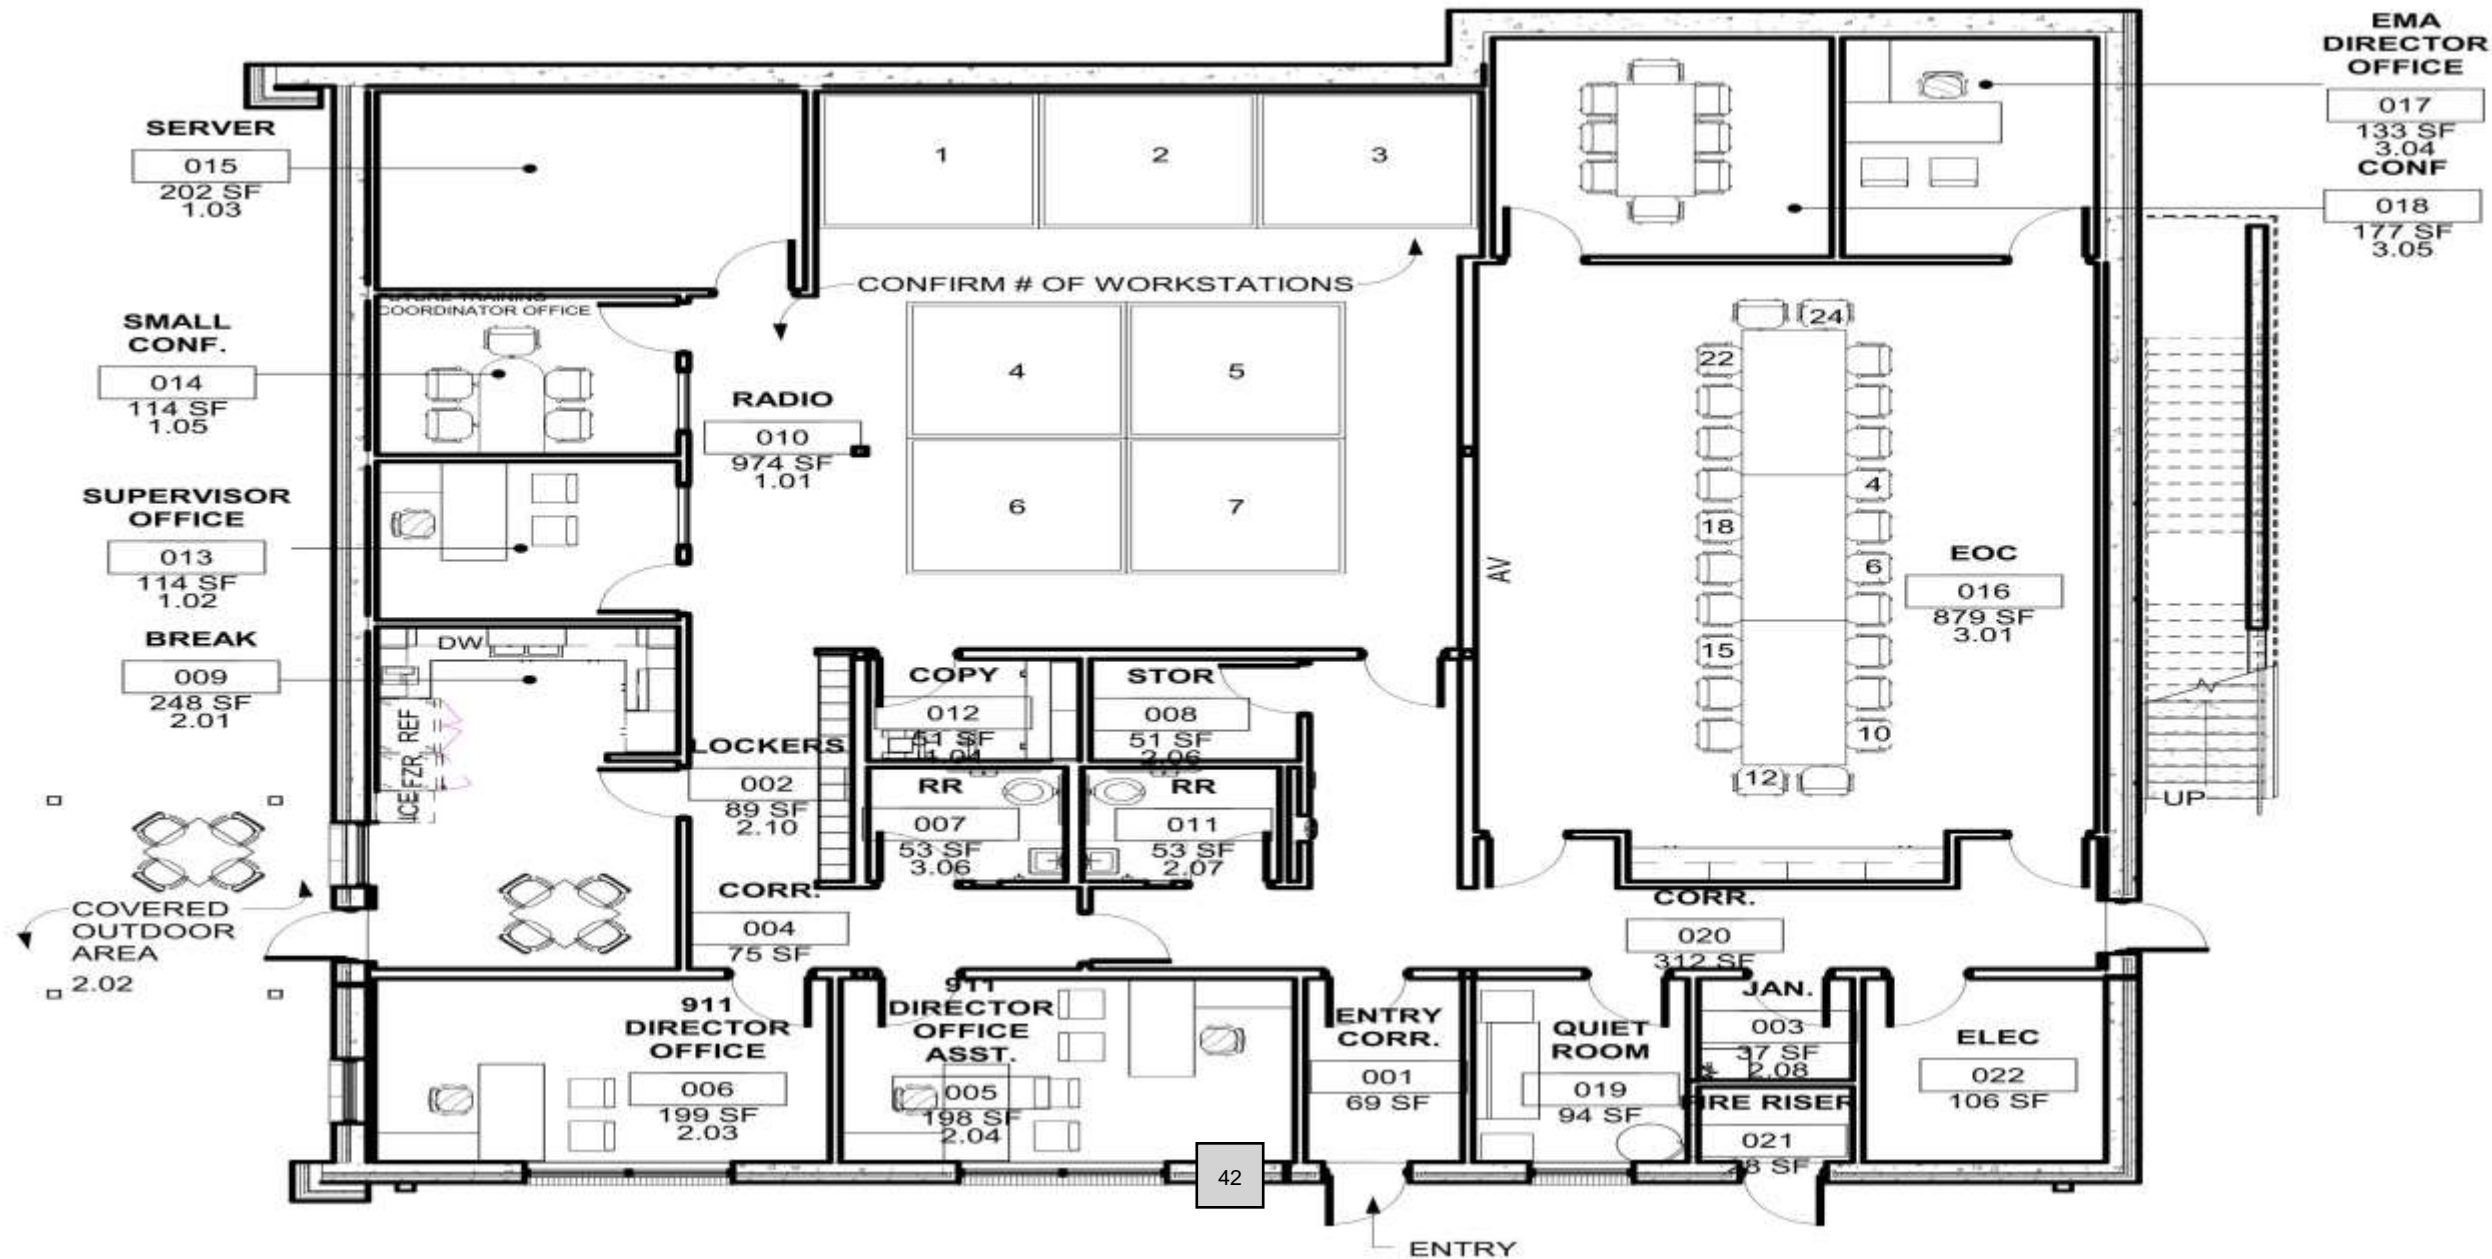 EMA
DIRECTOR
OFFICE
017
133 SF
3.04
CONF
018
177 SF
3.05
SERVER
015
202 SF
1.03
1
2
3
CONFIRM # OF WORKSTATIONS
COORDINATOR OFFICE
SMALL
CONF.
014
114 SF
1.05
4
5
6
7
RADIO
010
974 SF
1.01
SUPERVISOR
OFFICE
013
114 SF
1.02
24
22
4
18
6
15
10
12
AV
EOC
016
879 SF
3.01
BREAK
009
248 SF
2.01
DW
REF
FZR
ICE
LOCKERS
002
89 SF
2.10
COPY
012
51 SF
1.04
STOR
008
51 SF
2.06
RR
007
53 SF
3.06
RR
011
53 SF
2.07
UP
COVERED
OUTDOOR
AREA
2.02
CORR.
004
75 SF
CORR.
020
312 SF
911
DIRECTOR
OFFICE
006
199 SF
2.03
911
DIRECTOR
OFFICE
ASST.
005
198 SF
2.04
ENTRY
CORR.
001
69 SF
QUIET
ROOM
019
94 SF
JAN.
003
37 SF
2.08
FIRE RISER
021
ELEC
022
106 SF
42
ENTRY